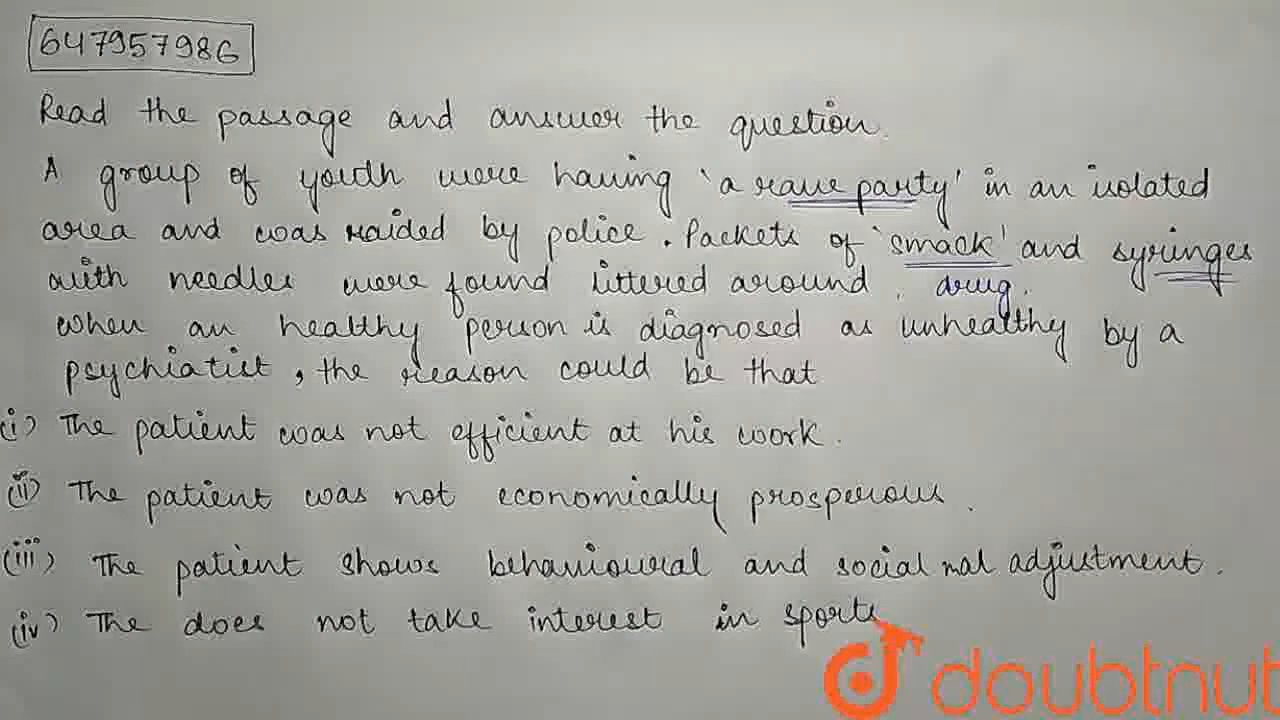 647957986
Read the passage and answer the question.
A group of youth were having 'a rave party' in an isolated
area and was raided by police. Packets of 'smack' and syringes
with needles were found littered around. drug.
When an healthy person is diagnosed as unhealthy by a
psychiatist, the reason could be that
(i) The patient was not efficient at his work.
(ii) The patient was not economically prosperous.
(iii) The patient shows behavioural and social mal adjustment.
(iv) The does not take interest in sports
doubtnut